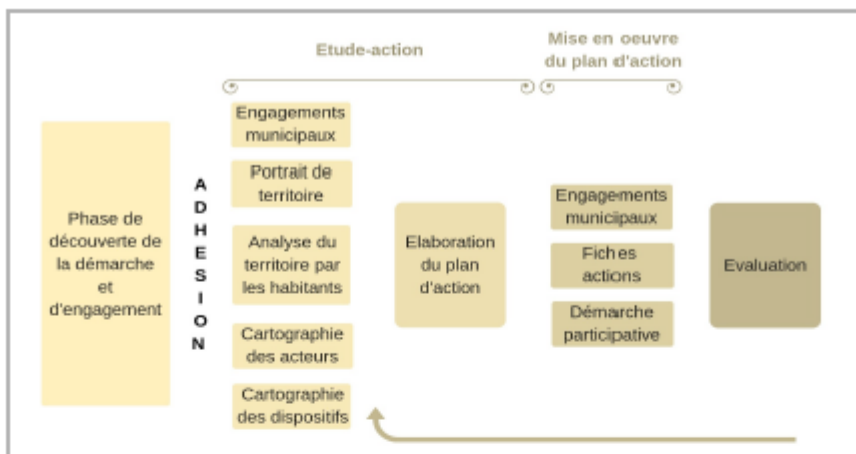 Etude-action
Mise en oeuvre
du plan d'action
Phase de
découverte de
la démarche
et
d'engagement
ADHESION
Engagements
municipaux
Portrait de
territoire
Analyse du
territoire par
les habitants
Cartographie
des acteurs
Cartographie
des dispositifs
Elaboration
du plan
d'action
Engagements
municipaux
Fiches
actions
Démarche
participative
Evaluation